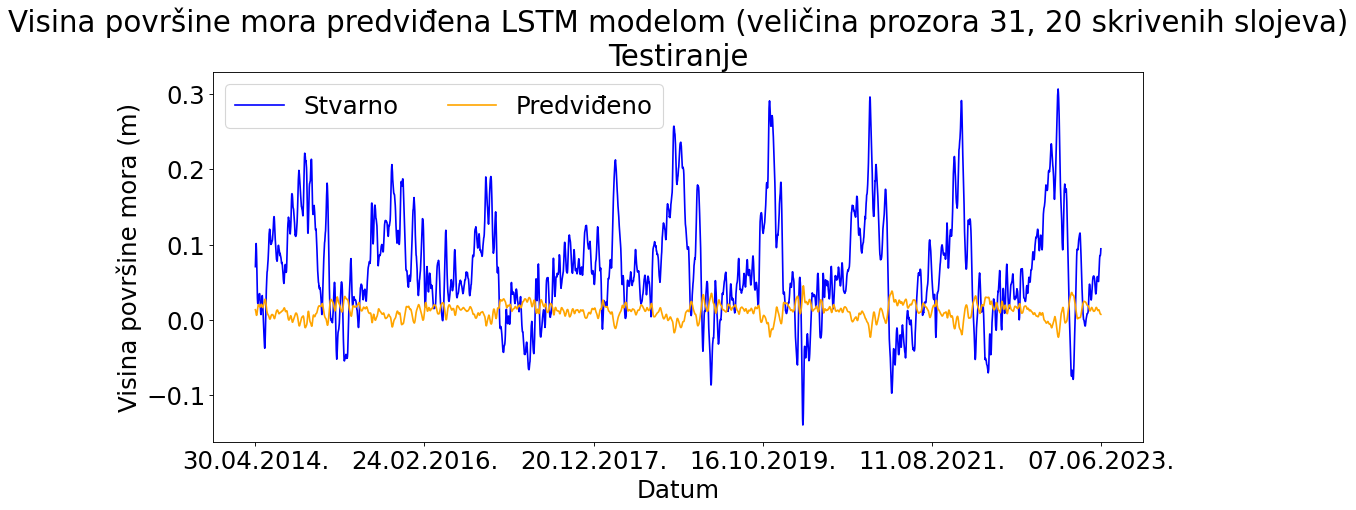 Visina površine mora predviđena LSTM modelom (veličina prozora 31, 20 skrivenih slojeva)
Testiranje
Stvarno Predviđeno
Visina površine mora (m)
0.3
0.2
0.1
0.0
−0.1
30.04.2014. 24.02.2016. 20.12.2017. 16.10.2019. 11.08.2021. 07.06.2023.
Datum